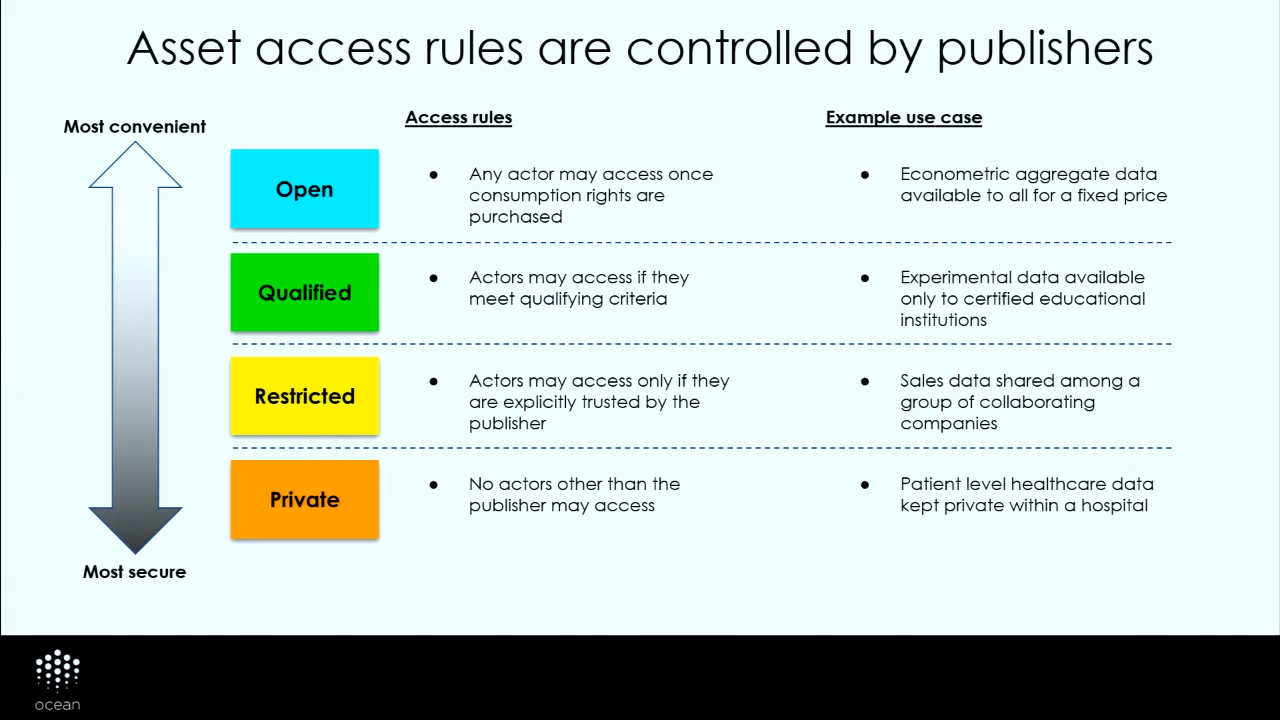 Asset access rules are controlled by publishers
Access rules
Example use case
Most convenient
Open
● Any actor may access once
consumption rights are
purchased
● Econometric aggregate data
available to all for a fixed price
Qualified
● Actors may access if they
meet qualifying criteria
● Experimental data available
only to certified educational
institutions
Restricted
● Actors may access only if they
are explicitly trusted by the
publisher
● Sales data shared among a
group of collaborating
companies
Private
● No actors other than the
publisher may access
● Patient level healthcare data
kept private within a hospital
Most secure
ocean